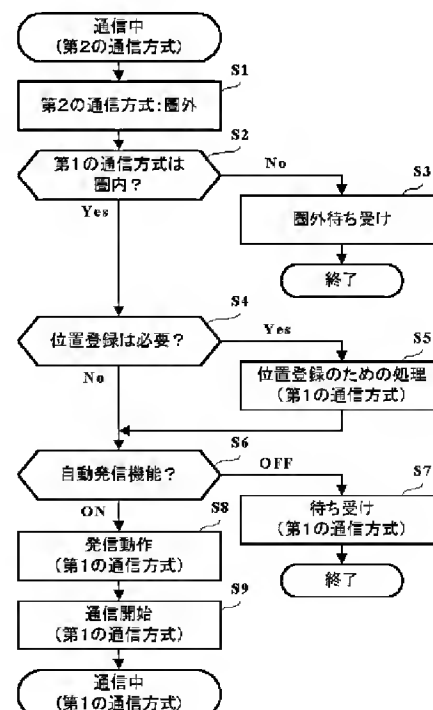 通信中
(第2の通信方式)
S1
第2の通信方式:圏外
S2
第1の通信方式は
圏内?
No
Yes
S3
圏外待ち受け
終了
S4
位置登録は必要?
Yes
No
S5
位置登録のための処理
(第1の通信方式)
S6
自動発信機能?
OFF
ON
S7
待ち受け
(第1の通信方式)
終了
S8
発信動作
(第1の通信方式)
S9
通信開始
(第1の通信方式)
通信中
(第1の通信方式)